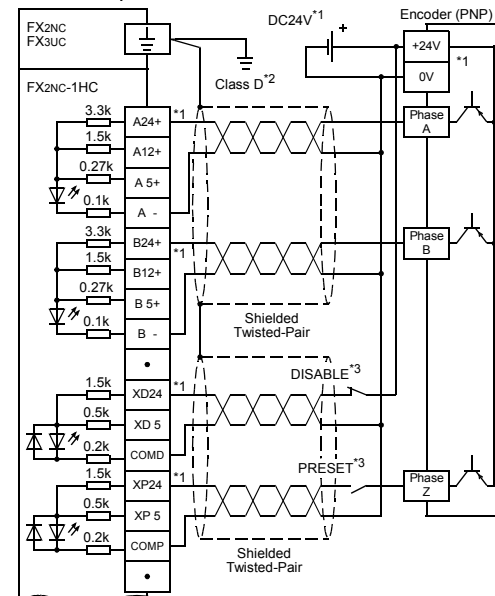 FX2NC
FX3UC
DC24V*1
+
Encoder (PNP)
+24V
0V
*1
Class D*2
FX2NC-1HC
3.3k
A24+
*1
1.5k
A12+
0.27k
A 5+
0.1k
A -
Phase
A
3.3k
B24+
*1
1.5k
B12+
0.27k
B 5+
0.1k
B -
Phase
B
Shielded
Twisted-Pair
DISABLE*3
1.5k
XD24
*1
0.5k
XD 5
0.2k
COMD
PRESET*3
1.5k
XP24
*1
0.5k
XP 5
0.2k
COMP
Phase
Z
Shielded
Twisted-Pair